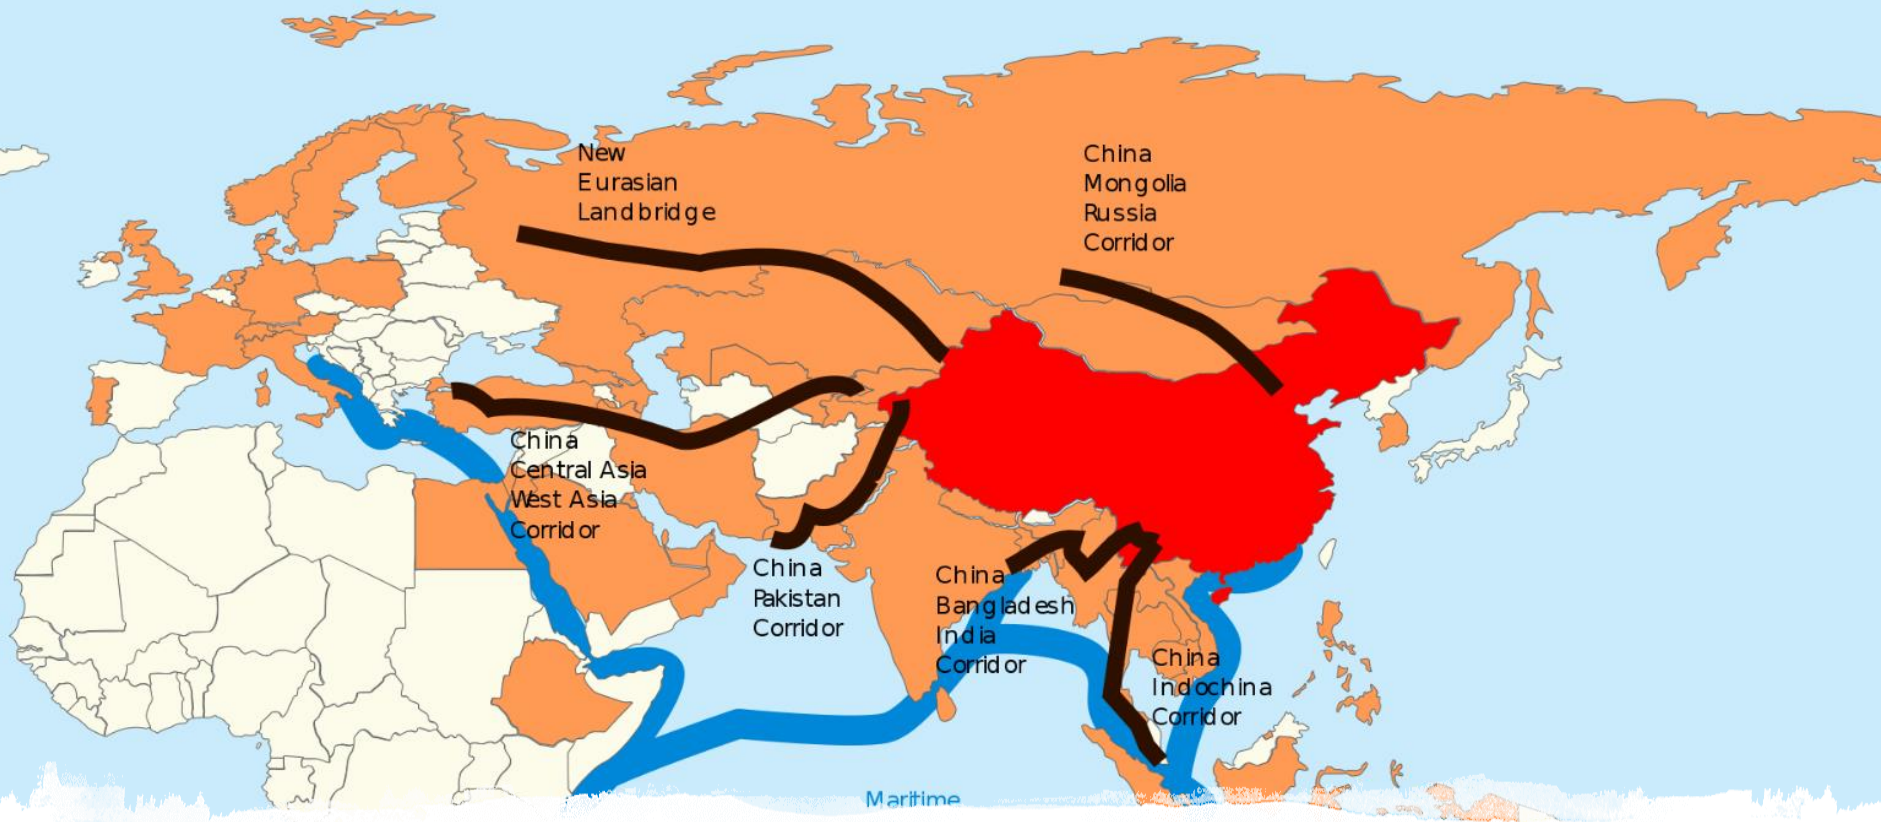 New
Eurasian
Landbridge
China
Mongolia
Russia
Corridor
China
Central Asia
West Asia
Corridor
China
Pakistan
Corridor
China
Bangladesh
India
Corridor
China
Indochina
Corridor
Maritime